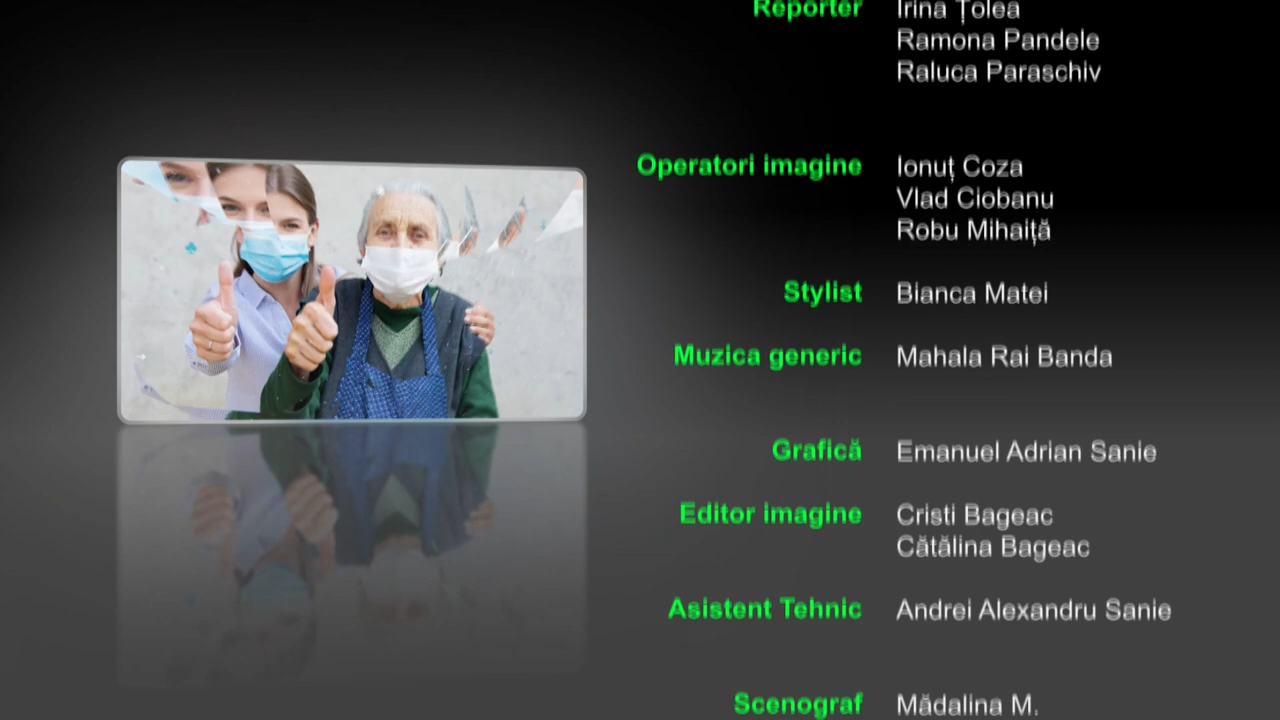 Reporter Irina Țolea
Ramona Pandele
Raluca Paraschiv
Operatori imagine Ionuț Coza
Vlad Ciobanu
Robu Mihaiță
Stylist Bianca Matei
Muzica generic Mahala Rai Banda
Grafică Emanuel Adrian Sanie
Editor imagine Cristi Bageac
Cătălina Bageac
Asistent Tehnic Andrei Alexandru Sanie
Scenograf Mădalina M.